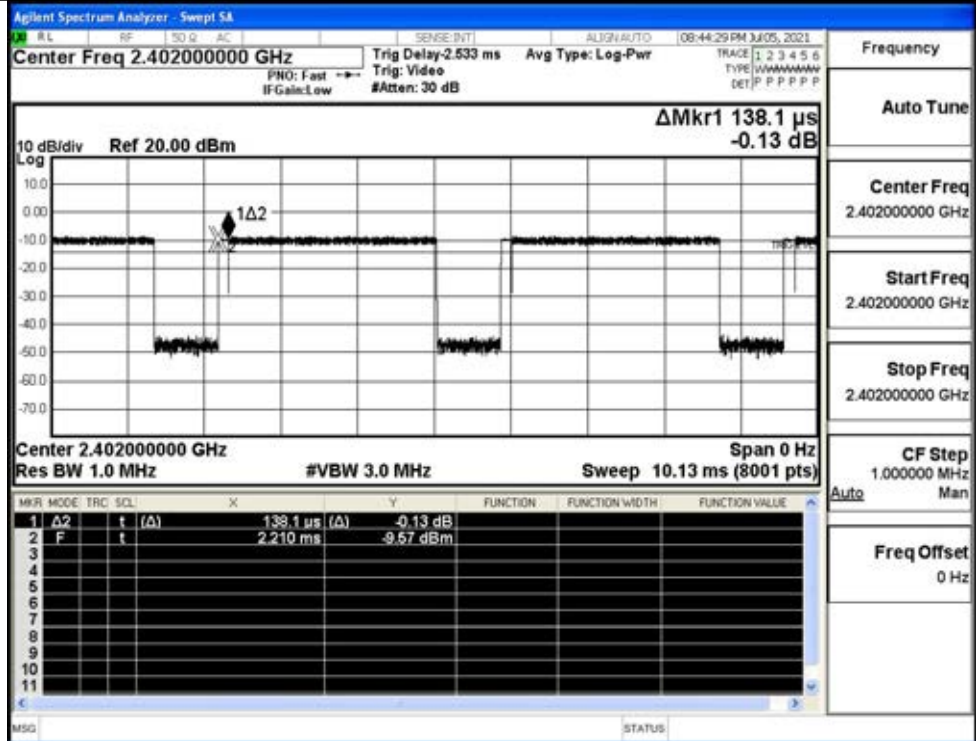 Agilent Spectrum Analyzer - Swept SA
RL RF 50 Ω AC SENSE:INT ALIGN AUTO 08:44:29 PM Jul 05, 2021
Center Freq 2.402000000 GHz
PNO: Fast
IFGain:Low
Trig Delay-2.533 ms
Trig: Video
#Atten: 30 dB
Avg Type: Log-Pwr
TRACE 1 2 3 4 5 6
TYPE WWWWWWWW
DET P P P P P P
ΔMkr1 138.1 µs
-0.13 dB
10 dB/div Ref 20.00 dBm
Log
10.0
0.00
-10.0
-20.0
-30.0
-40.0
-50.0
-60.0
-70.0
1Δ2
Center 2.402000000 GHz Span 0 Hz
Res BW 1.0 MHz #VBW 3.0 MHz Sweep 10.13 ms (8001 pts)
MKR MODE TRC SCL X Y FUNCTION FUNCTION WIDTH FUNCTION VALUE
1 Δ2 t (Δ) 138.1 µs (Δ) -0.13 dB
2 F t 2.210 ms -9.57 dBm
3
4
5
6
7
8
9
10
11
MSG STATUS
Frequency
Auto Tune
Center Freq
2.402000000 GHz
Start Freq
2.402000000 GHz
Stop Freq
2.402000000 GHz
CF Step
1.000000 MHz
Auto Man
Freq Offset
0 Hz